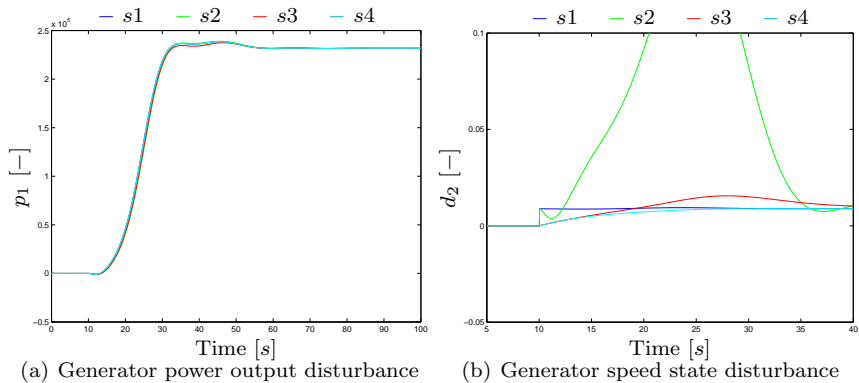 s1 s2 s3 s4
x 10⁵
2.5
2
1.5
1
0.5
0
−0.5
p₁ [−]
0 10 20 30 40 50 60 70 80 90 100
Time [s]
(a) Generator power output disturbance
s1 s2 s3 s4
0.1
0.05
0
−0.05
d₂ [−]
5 10 15 20 25 30 35 40
Time [s]
(b) Generator speed state disturbance